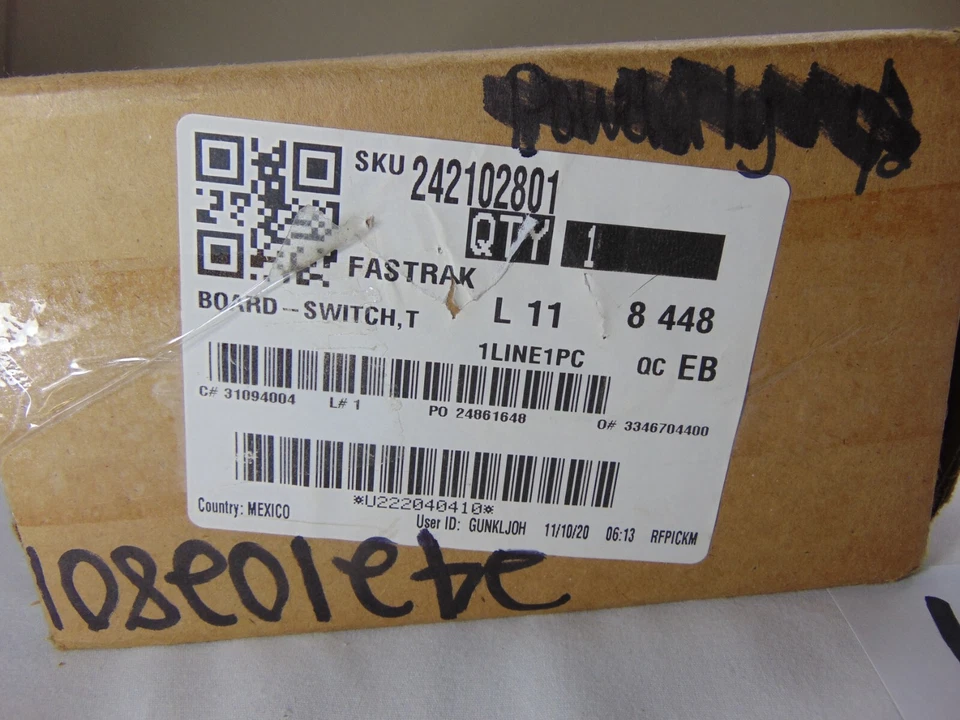 SKU 242102801
QTY 1
FASTRAK
BOARD-SWITCH,T L 11 8 448
1LINE1PC QC EB
C# 31094004 L# 1 PO 24861648 O# 3346704400
*U222040410*
Country: MEXICO User ID: GUNKLJOH 11/10/20 06:13 RFPICKM